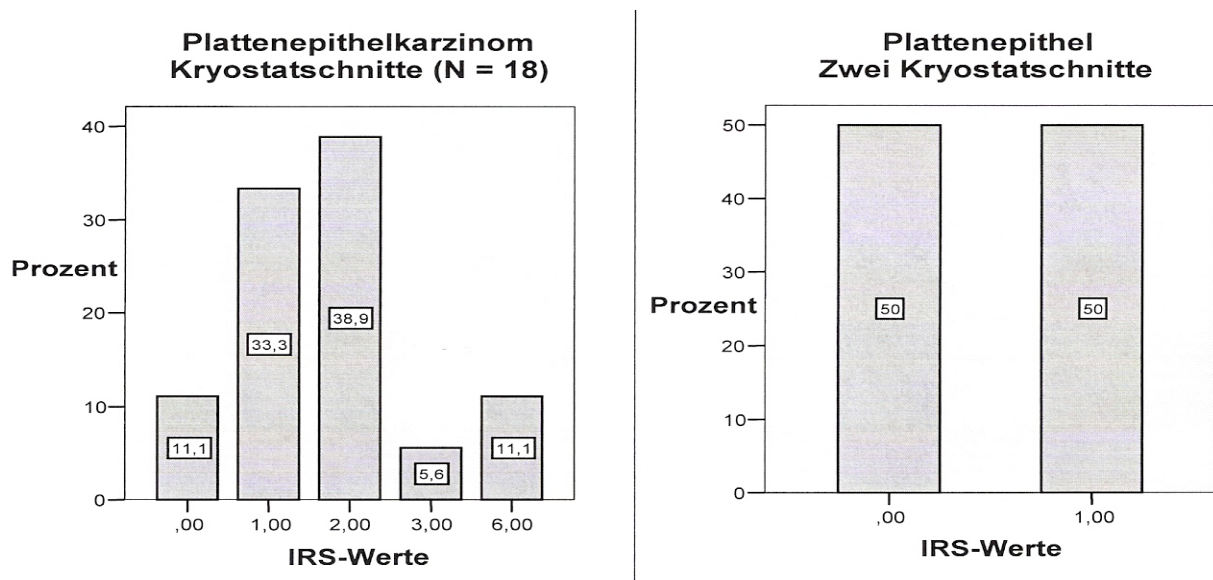 Plattenepithelkarzinom
Kryostatschnitte (N = 18)
40
30
Prozent
20
10
0
11,1
33,3
38,9
5,6
11,1
,00 1,00 2,00 3,00 6,00
IRS-Werte
Plattenepithel
Zwei Kryostatschnitte
50
40
30
Prozent
20
10
0
50 50
,00 1,00
IRS-Werte